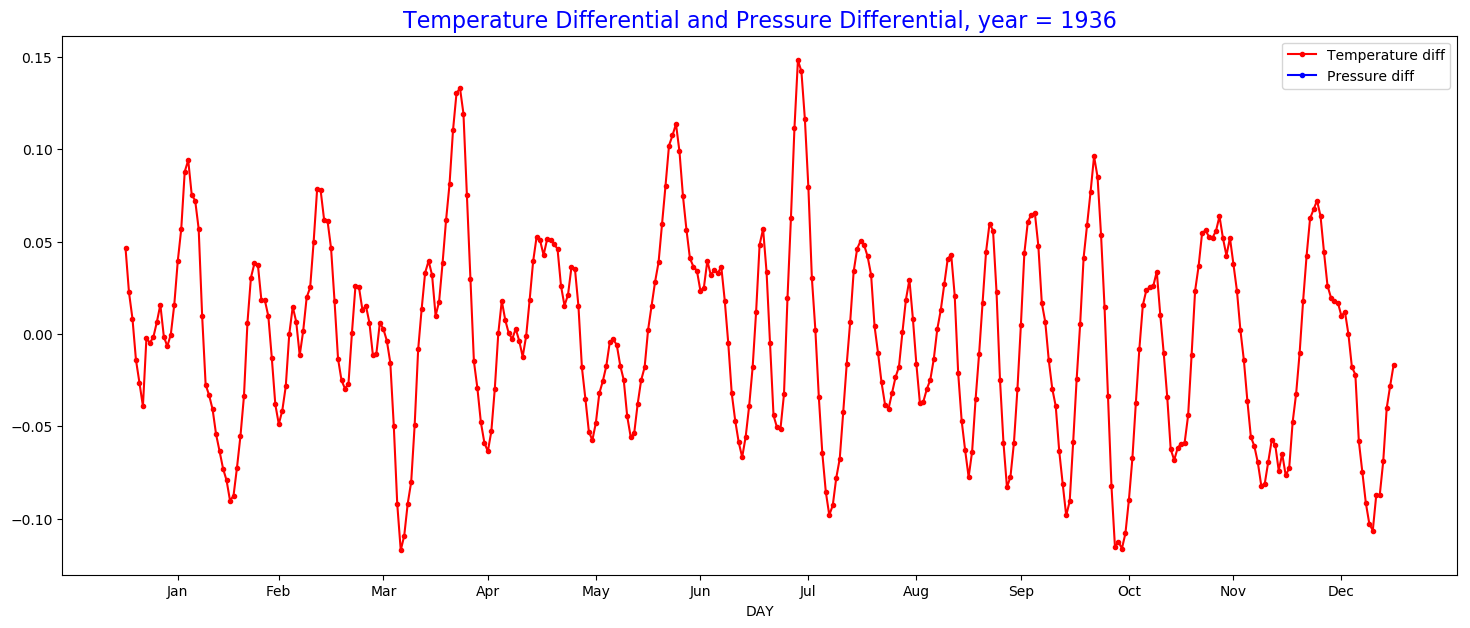 Temperature Differential and Pressure Differential, year = 1936
Temperature diff
Pressure diff
0.15
0.10
0.05
0.00
−0.05
−0.10
Jan Feb Mar Apr May Jun Jul Aug Sep Oct Nov Dec
DAY